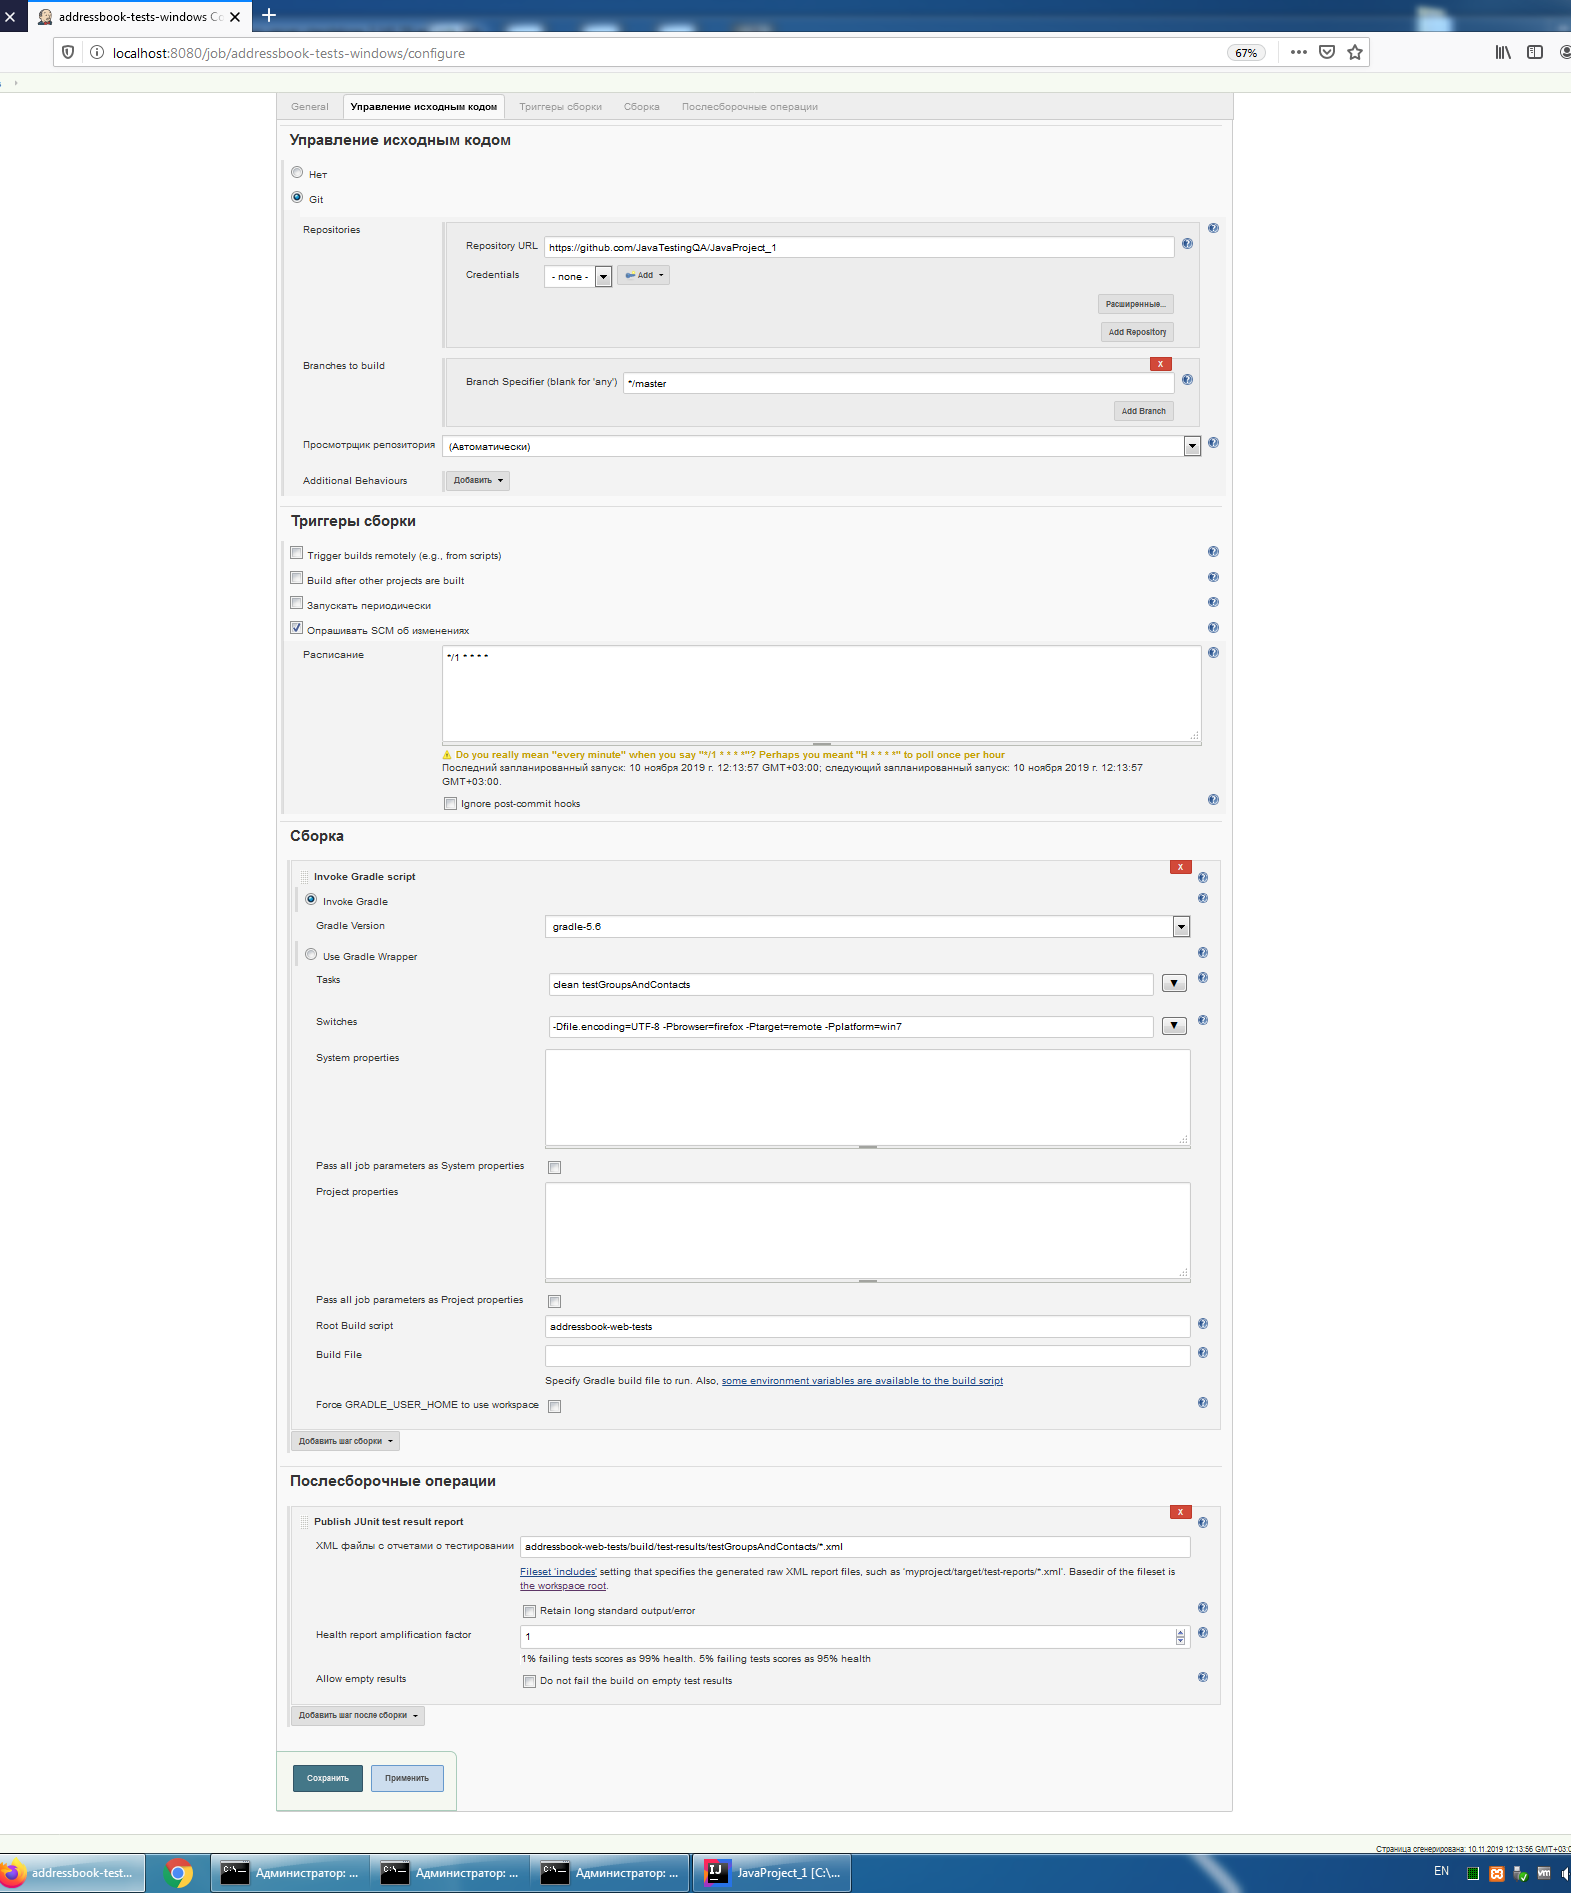 addressbook-tests-windows Co
localhost:8080/job/addressbook-tests-windows/configure
67%
General
Управление исходным кодом
Триггеры сборки
Сборка
Послесборочные операции
Управление исходным кодом
Нет
Git
Repositories
Repository URL
https://github.com/JavaTestingQA/JavaProject_1
Credentials
- none -
Add
Расширенные...
Add Repository
Branches to build
X
Branch Specifier (blank for 'any')
*/master
Add Branch
Просмотрщик репозитория
(Автоматически)
Additional Behaviours
Добавить
Триггеры сборки
Trigger builds remotely (e.g., from scripts)
Build after other projects are built
Запускать периодически
Опрашивать SCM об изменениях
Расписание
*/1 * * * *
Do you really mean "every minute" when you say "*/1 * * * *"? Perhaps you meant "H * * * *" to poll once per hour
Последний запланированный запуск: 10 ноября 2019 г. 12:13:57 GMT+03:00; следующий запланированный запуск: 10 ноября 2019 г. 12:13:57
GMT+03:00.
Ignore post-commit hooks
Сборка
X
Invoke Gradle script
Invoke Gradle
Gradle Version
gradle-5.6
Use Gradle Wrapper
Tasks
clean testGroupsAndContacts
Switches
-Dfile.encoding=UTF-8 -Pbrowser=firefox -Ptarget=remote -Pplatform=win7
System properties
Pass all job parameters as System properties
Project properties
Pass all job parameters as Project properties
Root Build script
addressbook-web-tests
Build File
Specify Gradle build file to run. Also, some environment variables are available to the build script
Force GRADLE_USER_HOME to use workspace
Добавить шаг сборки
Послесборочные операции
X
Publish JUnit test result report
XML файлы с отчетами о тестировании
addressbook-web-tests/build/test-results/testGroupsAndContacts/*.xml
Fileset 'includes' setting that specifies the generated raw XML report files, such as 'myproject/target/test-reports/*.xml'. Basedir of the fileset is
the workspace root.
Retain long standard output/error
Health report amplification factor
1
1% failing tests scores as 99% health. 5% failing tests scores as 95% health
Allow empty results
Do not fail the build on empty test results
Добавить шаг после сборки
Сохранить
Применить
Страница сгенерирована: 10.11.2019 12:13:56 GMT+03:0
addressbook-test...
Администратор: ...
Администратор: ...
Администратор: ...
JavaProject_1 [C:\...
EN